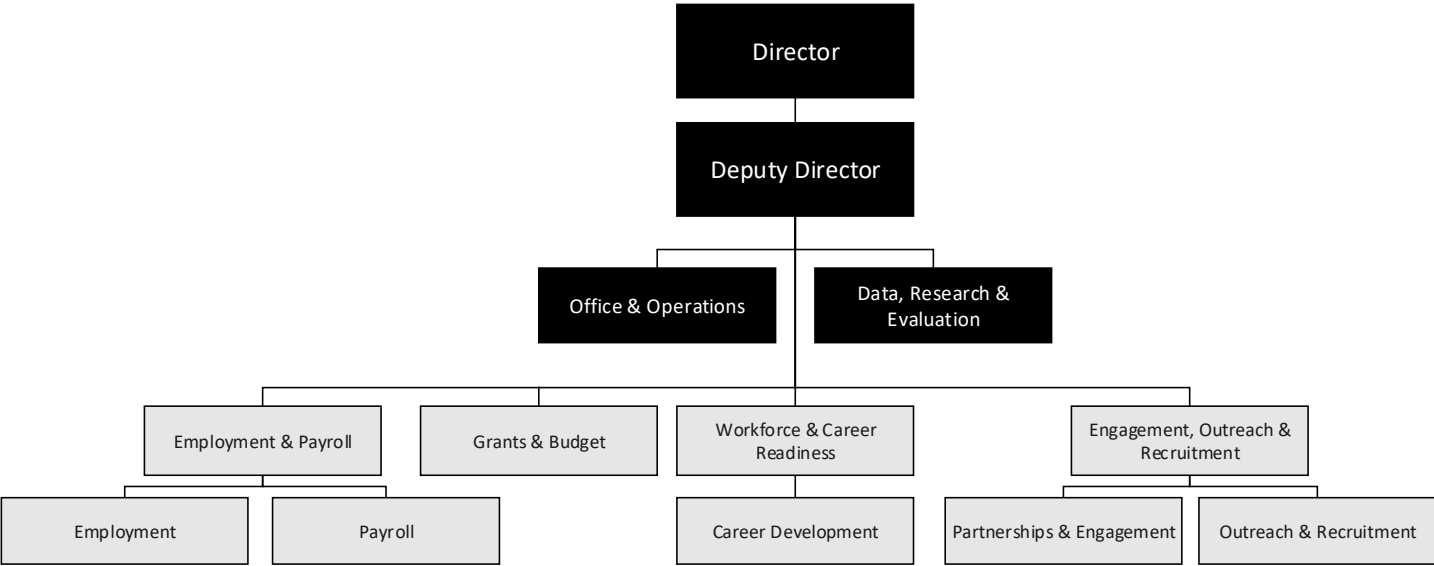 Director
Deputy Director
Office & Operations
Data, Research &
Evaluation
Employment & Payroll
Grants & Budget
Workforce & Career
Readiness
Engagement, Outreach &
Recruitment
Employment
Payroll
Career Development
Partnerships & Engagement
Outreach & Recruitment